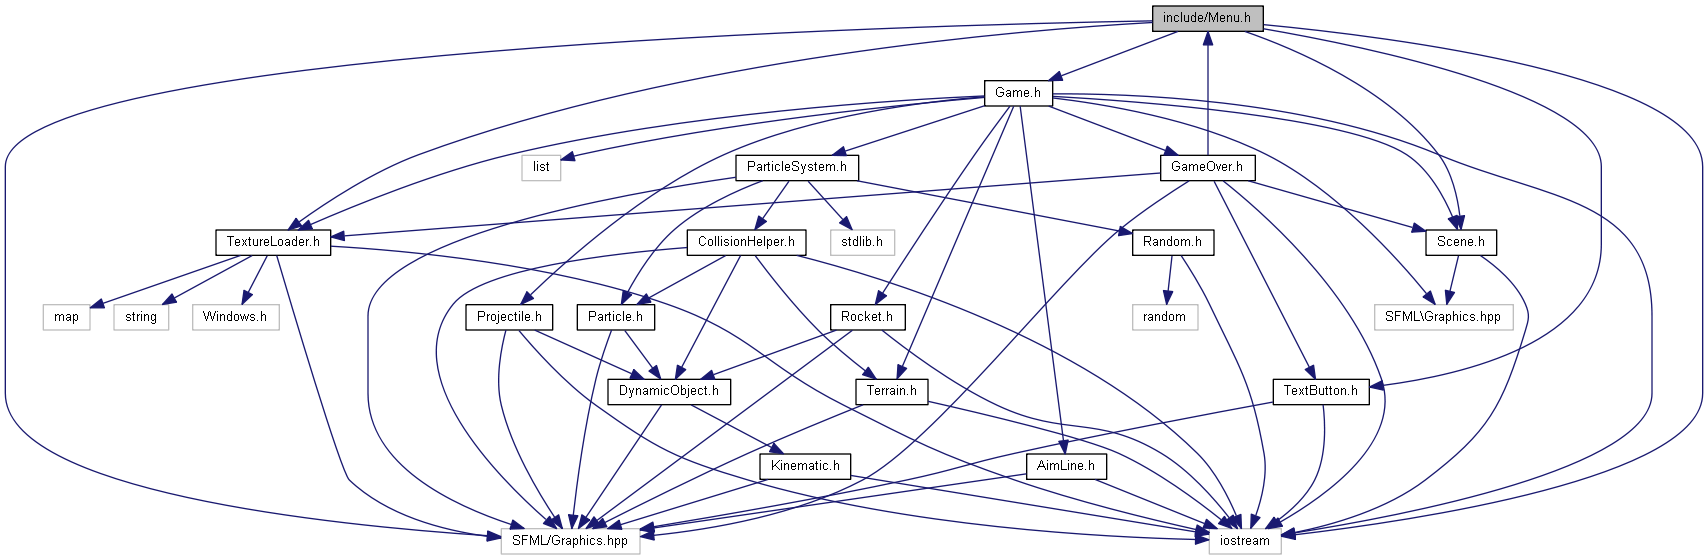 include/Menu.h
Game.h
list
ParticleSystem.h
GameOver.h
TextureLoader.h
CollisionHelper.h
stdlib.h
Random.h
Scene.h
map
string
Windows.h
Projectile.h
Particle.h
Rocket.h
random
SFML\Graphics.hpp
DynamicObject.h
Terrain.h
TextButton.h
Kinematic.h
AimLine.h
SFML/Graphics.hpp
iostream